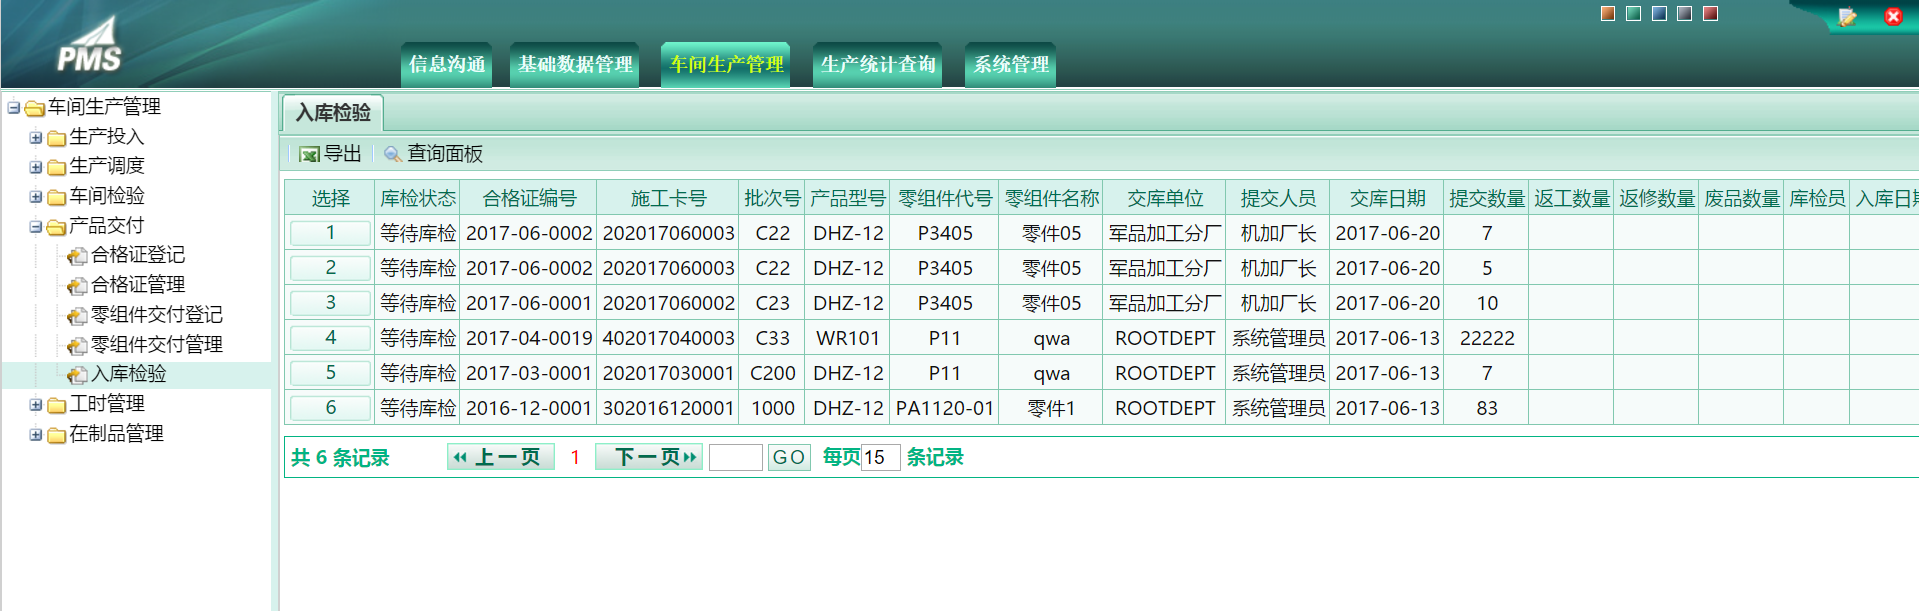 PMS
信息沟通 基础数据管理 车间生产管理 生产统计查询 系统管理
车间生产管理
生产投入
生产调度
车间检验
产品交付
合格证登记
合格证管理
零组件交付登记
零组件交付管理
入库检验
工时管理
在制品管理
入库检验
导出 查询面板
选择 库检状态 合格证编号 施工卡号 批次号 产品型号 零组件代号 零组件名称 交库单位 提交人员 交库日期 提交数量 返工数量 返修数量 废品数量 库检员 入库日期
1 等待库检 2017-06-0002 202017060003 C22 DHZ-12 P3405 零件05 军品加工分厂 机加厂长 2017-06-20 7
2 等待库检 2017-06-0002 202017060003 C22 DHZ-12 P3405 零件05 军品加工分厂 机加厂长 2017-06-20 5
3 等待库检 2017-06-0001 202017060002 C23 DHZ-12 P3405 零件05 军品加工分厂 机加厂长 2017-06-20 10
4 等待库检 2017-04-0019 402017040003 C33 WR101 P11 qwa ROOTDEPT 系统管理员 2017-06-13 22222
5 等待库检 2017-03-0001 202017030001 C200 DHZ-12 P11 qwa ROOTDEPT 系统管理员 2017-06-13 7
6 等待库检 2016-12-0001 302016120001 1000 DHZ-12 PA1120-01 零件1 ROOTDEPT 系统管理员 2017-06-13 83
共 6 条记录 上一页 1 下一页 GO 每页 15 条记录